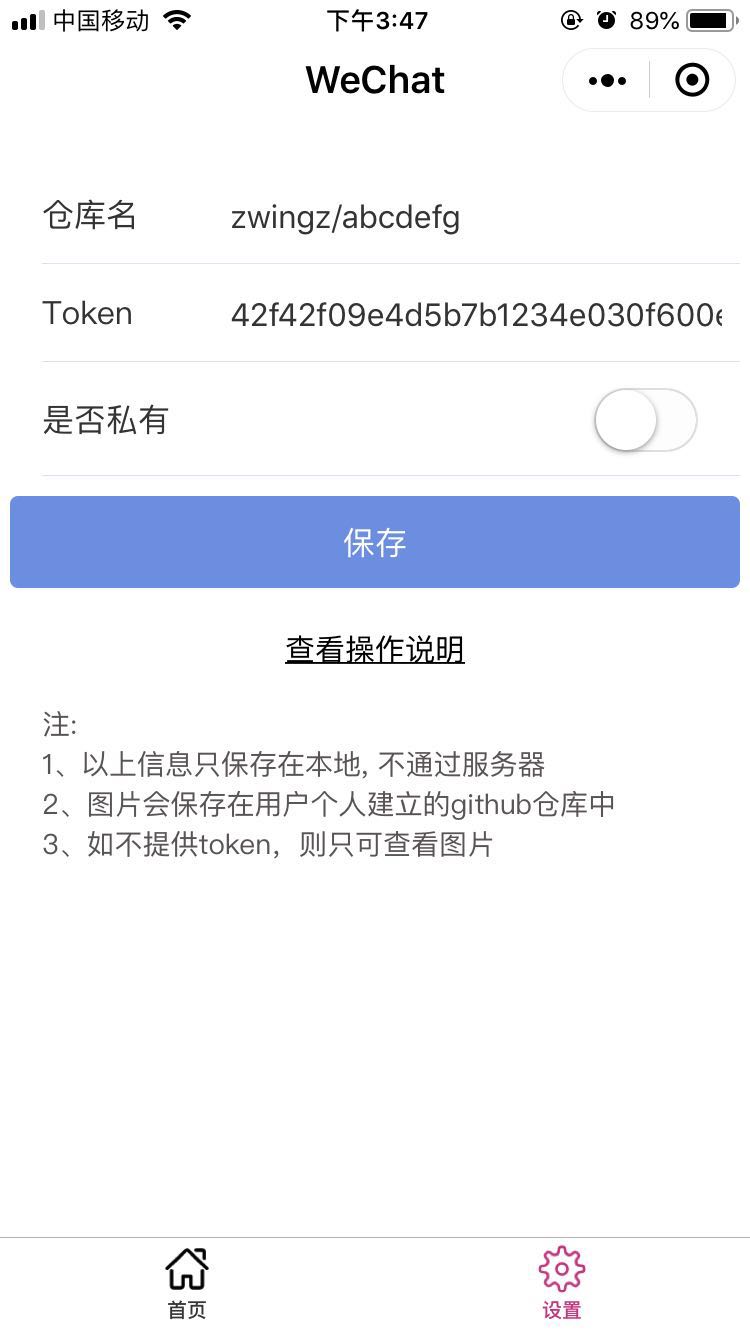 中国移动 下午3:47 89%
WeChat
仓库名 zwingz/abcdefg
Token 42f42f09e4d5b7b1234e030f600
是否私有
保存
查看操作说明
注:
1、以上信息只保存在本地, 不通过服务器
2、图片会保存在用户个人建立的github仓库中
3、如不提供token，则只可查看图片
首页 设置